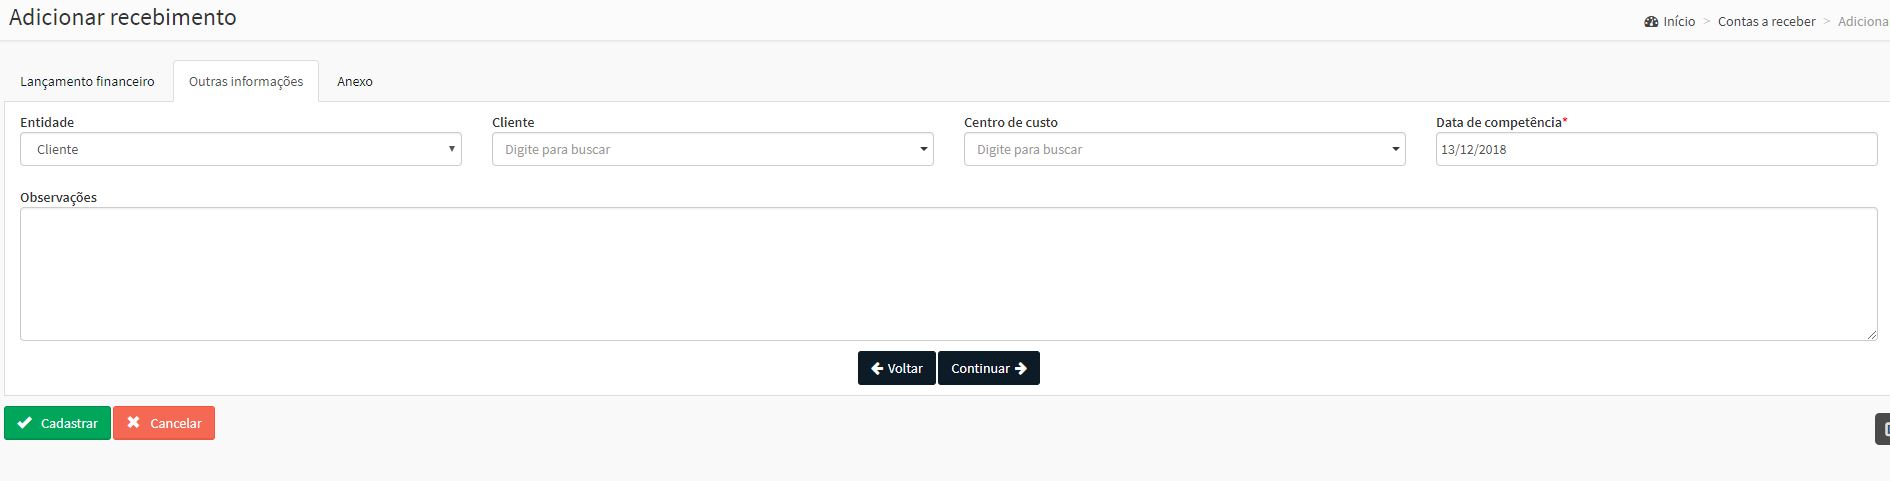 Adicionar recebimento
Início > Contas a receber > Adiciona
Lançamento financeiro Outras informações Anexo
Entidade Cliente Centro de custo Data de competência*
Cliente Digite para buscar Digite para buscar 13/12/2018
Observações
Voltar Continuar
Cadastrar Cancelar